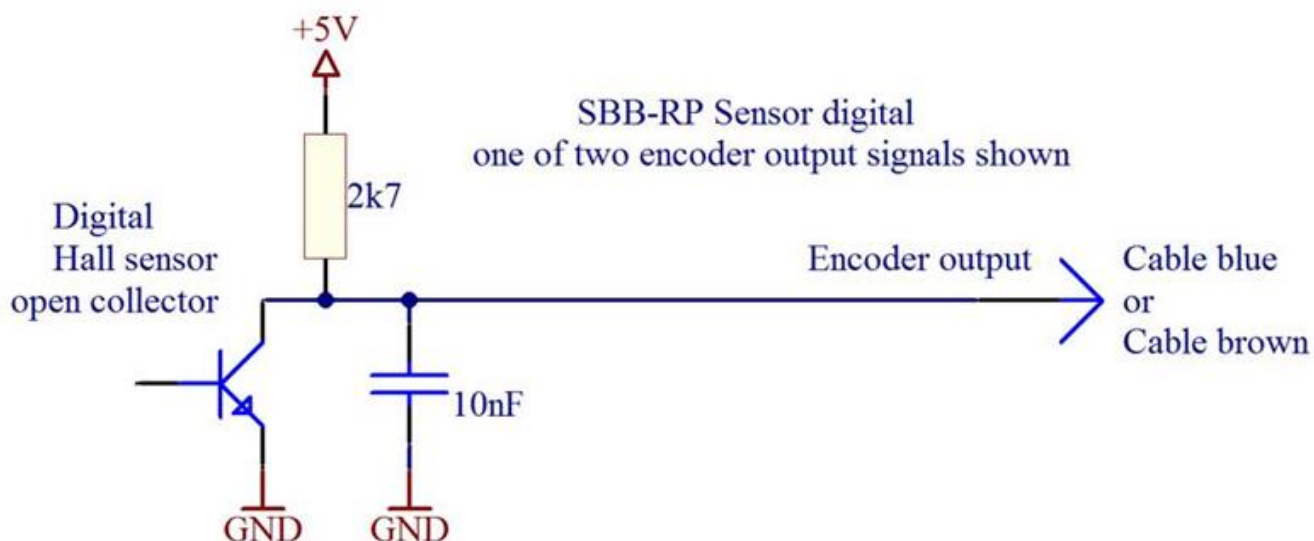 +5V
SBB-RP Sensor digital
one of two encoder output signals shown
2k7
Digital
Hall sensor
open collector
Encoder output
Cable blue
or
Cable brown
10nF
GND
GND